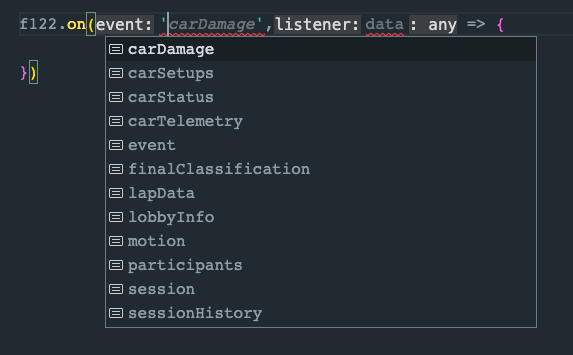 f122.on(event: 'carDamage', listener: data : any => {
carDamage
carSetups
carStatus
})
carTelemetry
event
finalClassification
lapData
lobbyInfo
motion
participants
session
sessionHistory